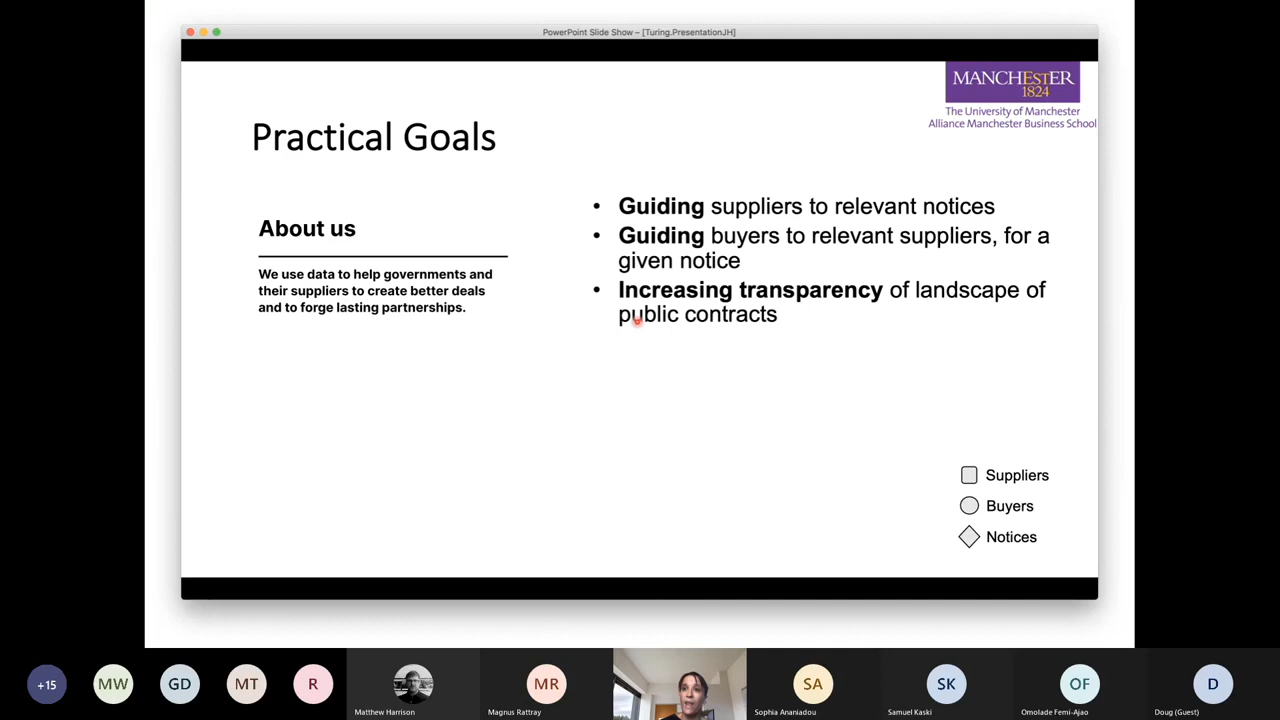 PowerPoint Slide Show – [Turing.PresentationJH]
MANCHESTER
1824
The University of Manchester
Alliance Manchester Business School
Practical Goals
About us
We use data to help governments and
their suppliers to create better deals
and to forge lasting partnerships.
• Guiding suppliers to relevant notices
• Guiding buyers to relevant suppliers, for a
given notice
• Increasing transparency of landscape of
public contracts
Suppliers
Buyers
Notices
+15
MW
GD
MT
R
Matthew Harrison
MR
Magnus Rattray
SA
Sophia Ananiadou
SK
Samuel Kaski
OF
Omolade Femi-Ajao
D
Doug (Guest)